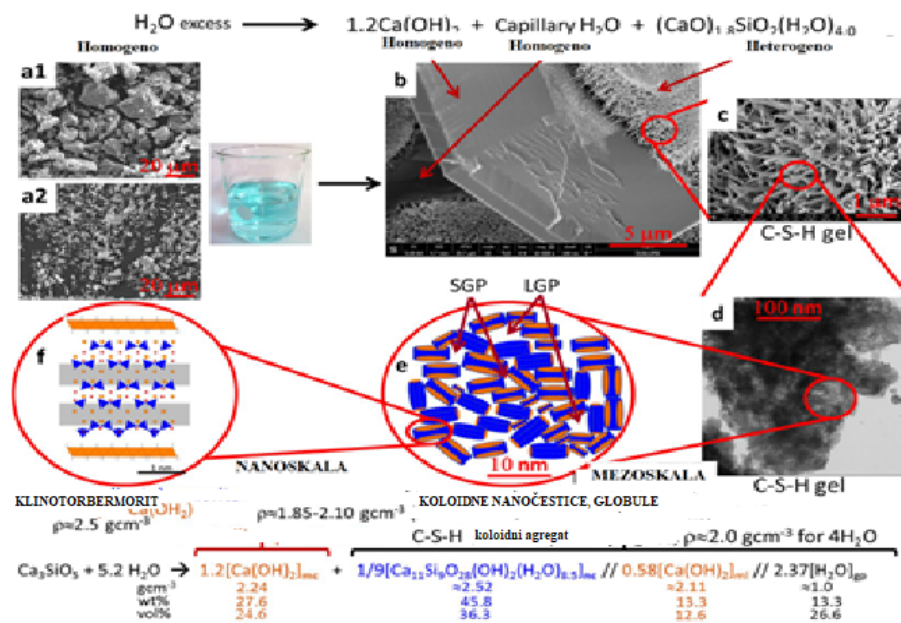 H₂O excess → 1.2Ca(OH)₂ + Capillary H₂O + (CaO)₁.₈SiO₂(H₂O)₄.₀
Homogeno Homogeno Homogeno Heterogeno
a1
20 μm
a2
20 μm
b
5 μm
c
1 μm
C-S-H gel
SGP LGP
d
100 nm
C-S-H gel
e
10 nm
f
NANOSKALA
MEZOSKALA
KLINOTORBERMORIT
KOLOIDNE NANOČESTICE, GLOBULE
Ca(OH₂)
ρ≈2.5 gcm⁻³
ρ≈1.85-2.10 gcm⁻³
C-S-H koloidni agregat
ρ≈2.0 gcm⁻³ for 4H₂O
Ca₃SiO₅ + 5.2 H₂O → 1.2[Ca(OH)₂]ₘc + 1/9[Ca₁₁Si₉O₂₈(OH)₂(H₂O)₈.₅]ₘc // 0.58[Ca(OH)₂]ₘₗ // 2.37[H₂O]gp
gcm⁻³ 2.24 ≈2.52 ≈2.11 ≈1.0
wt% 27.6 45.8 13.3 13.3
vol% 24.6 36.3 12.6 26.6